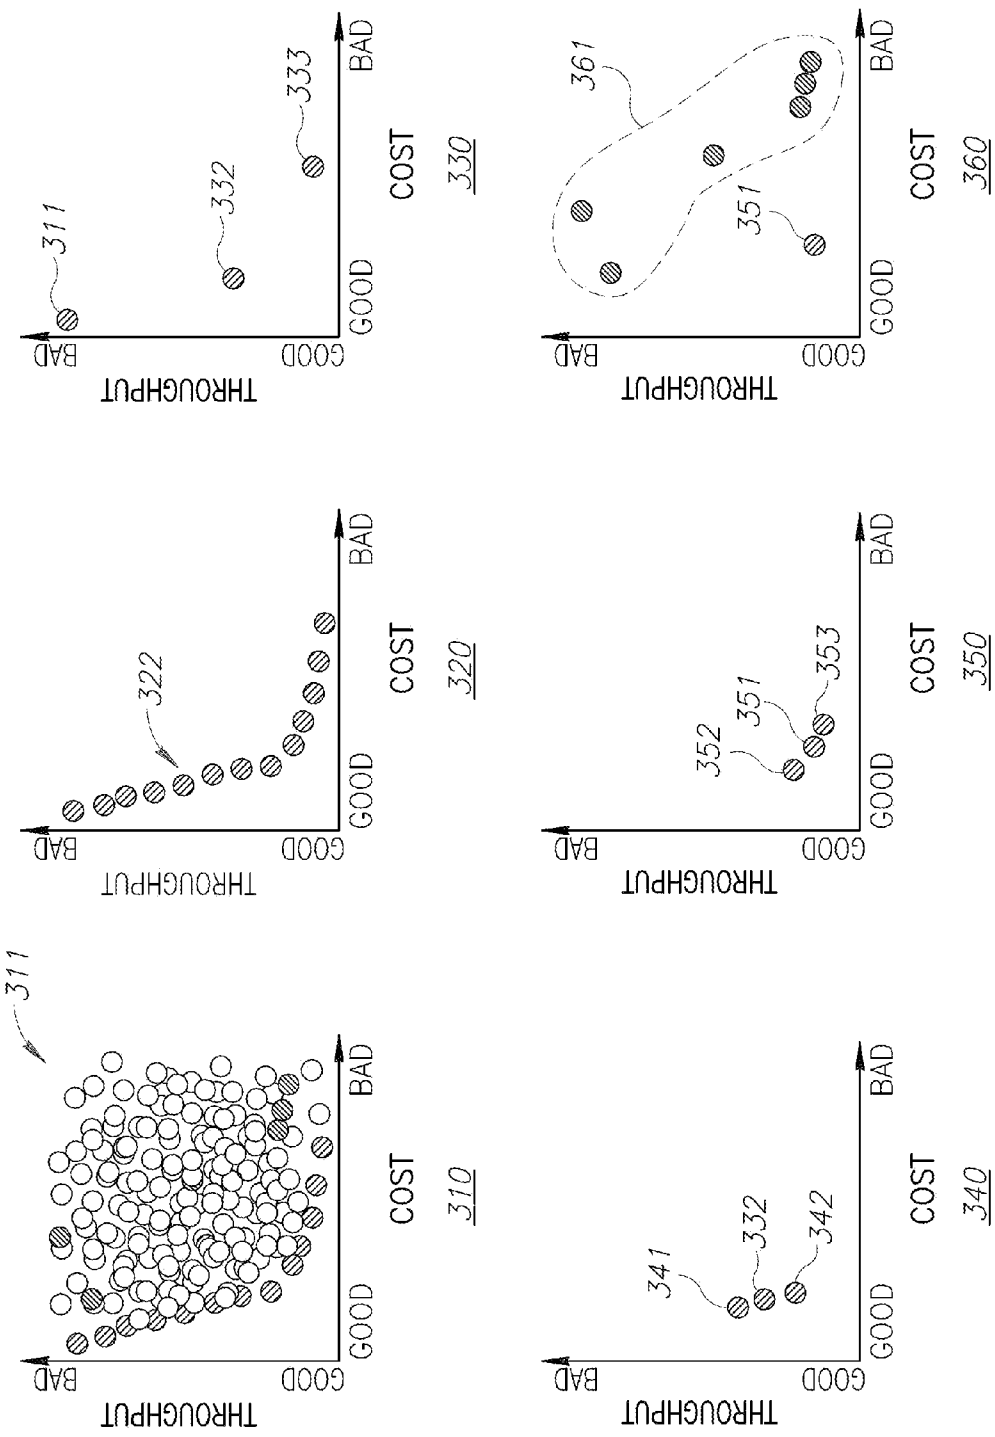 311
BAD
THROUGHPUT
GOOD
GOOD
BAD
COST
310
322
BAD
THROUGHPUT
GOOD
GOOD
BAD
COST
320
311
332
333
BAD
THROUGHPUT
GOOD
GOOD
BAD
COST
330
341
332
342
BAD
THROUGHPUT
GOOD
GOOD
BAD
COST
340
352
351
353
BAD
THROUGHPUT
GOOD
GOOD
BAD
COST
350
361
351
BAD
THROUGHPUT
GOOD
GOOD
BAD
COST
360